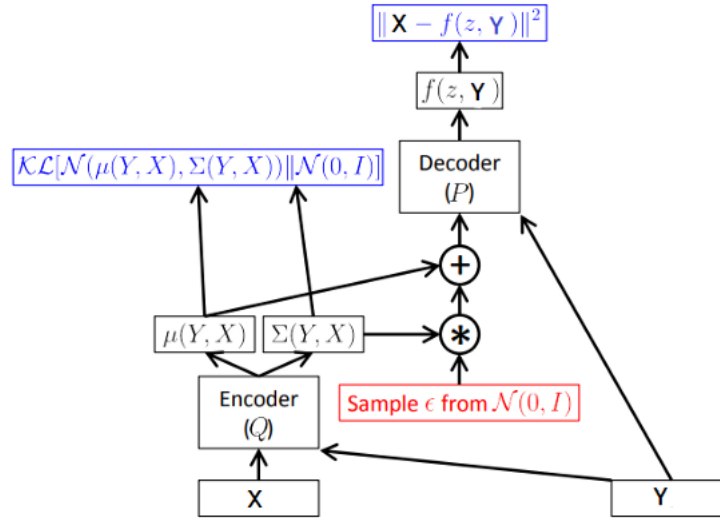 ‖ X − f(z, Y )‖²
f(z, Y )
Decoder
(P)
𝒦ℒ[𝒩(μ(Y, X), Σ(Y, X))‖𝒩(0, I)]
+
μ(Y, X) Σ(Y, X) *
Sample ϵ from 𝒩(0, I)
Encoder
(Q)
X Y